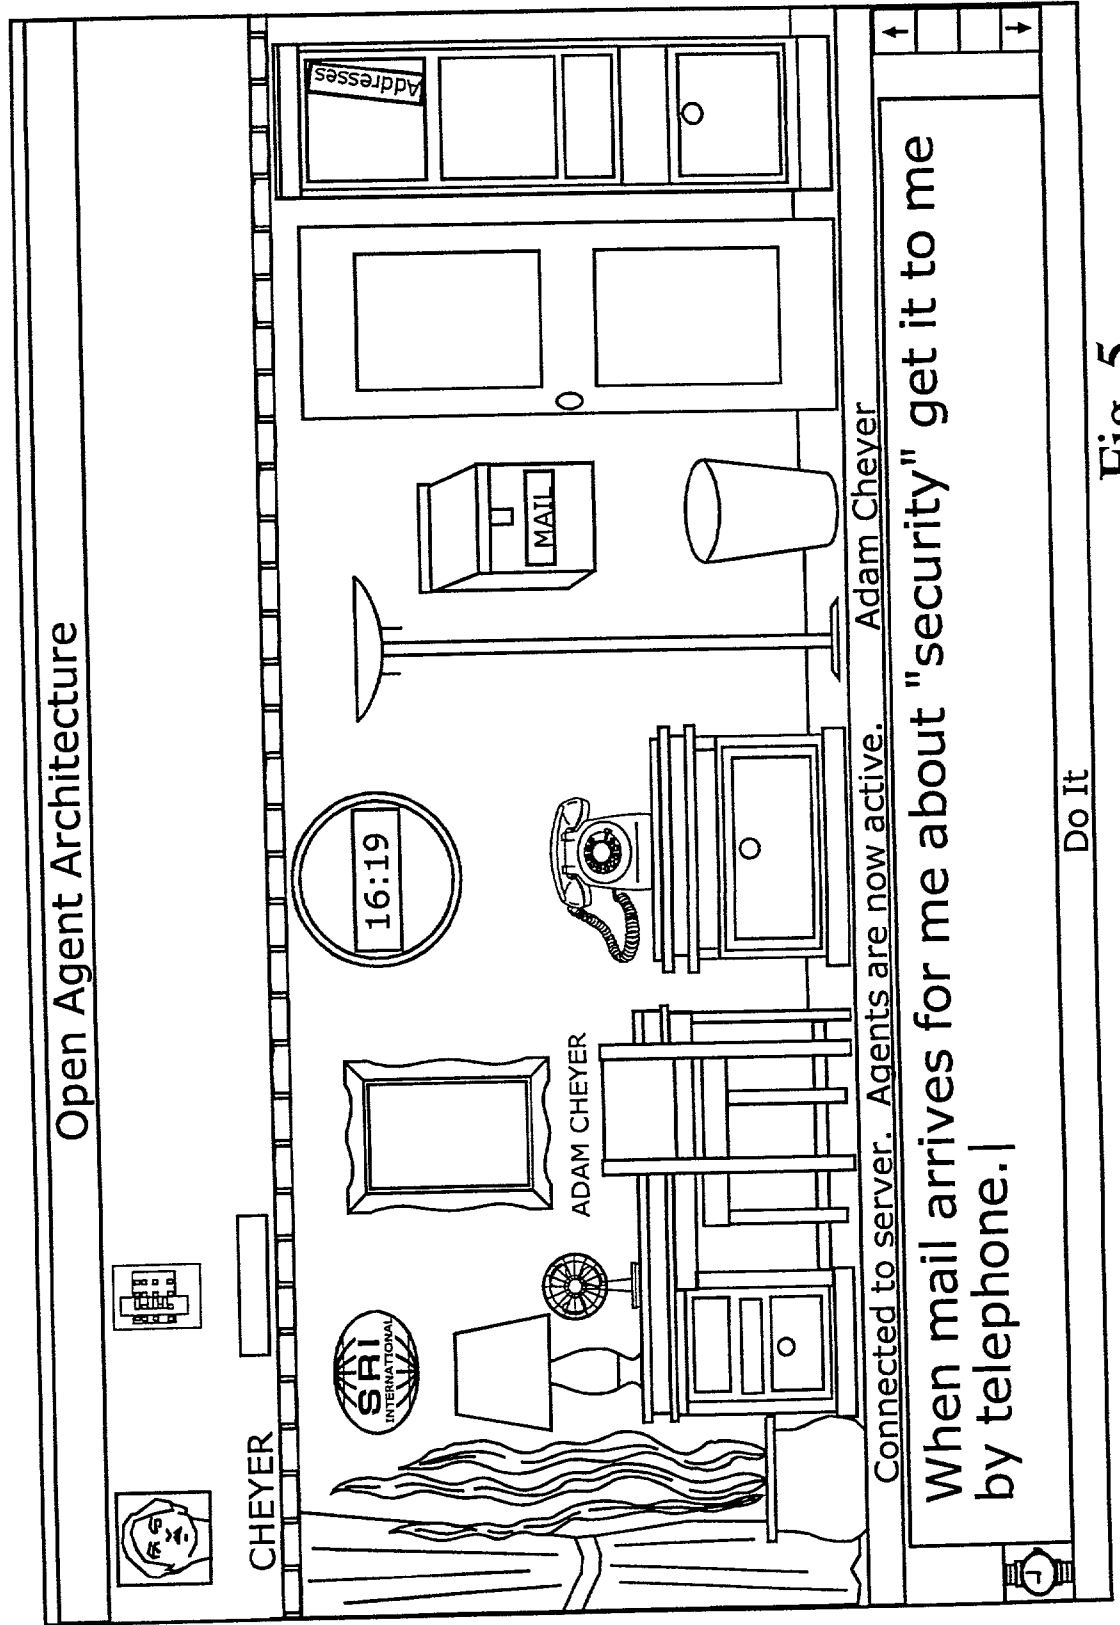 Open Agent Architecture
CHEYER
Addresses
16:19
MAIL
SRI
INTERNATIONAL
ADAM CHEYER
Connected to server. Agents are now active. Adam Cheyer
When mail arrives for me about "security" get it to me
by telephone.
Do It
Fig. 5